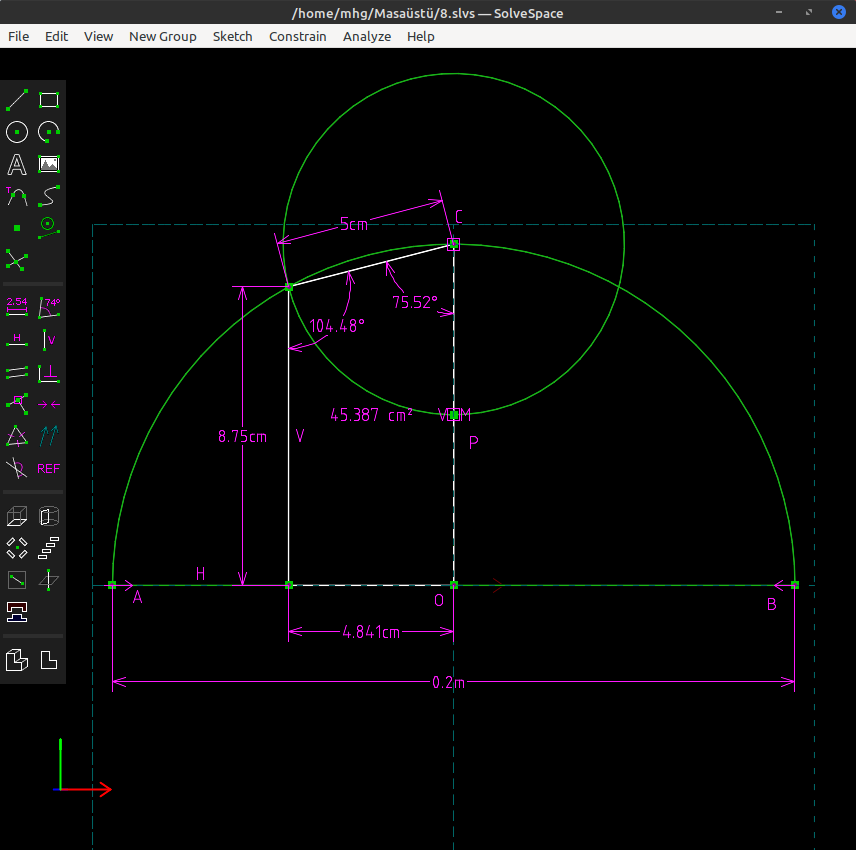 /home/mhg/Masaüstü/8.slvs — SolveSpace
File Edit View New Group Sketch Constrain Analyze Help
A
T
2.54 74°
H V
REF
C
5cm
75.52°
104.48°
45.387 cm² V M
8.75cm V P
H
A O B
4.841cm
0.2m